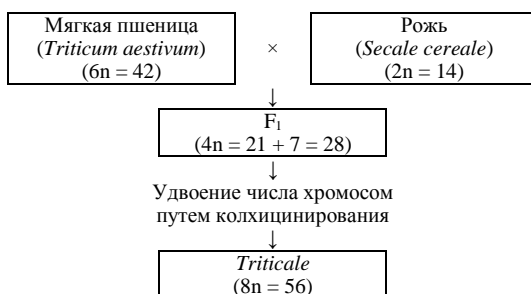 Мягкая пшеница
(Triticum aestivum)
(6n = 42)
×
Рожь
(Secale cereale)
(2n = 14)
↓
F₁
(4n = 21 + 7 = 28)
↓
Удвоение числа хромосом
путем колхицинирования
↓
Triticale
(8n = 56)